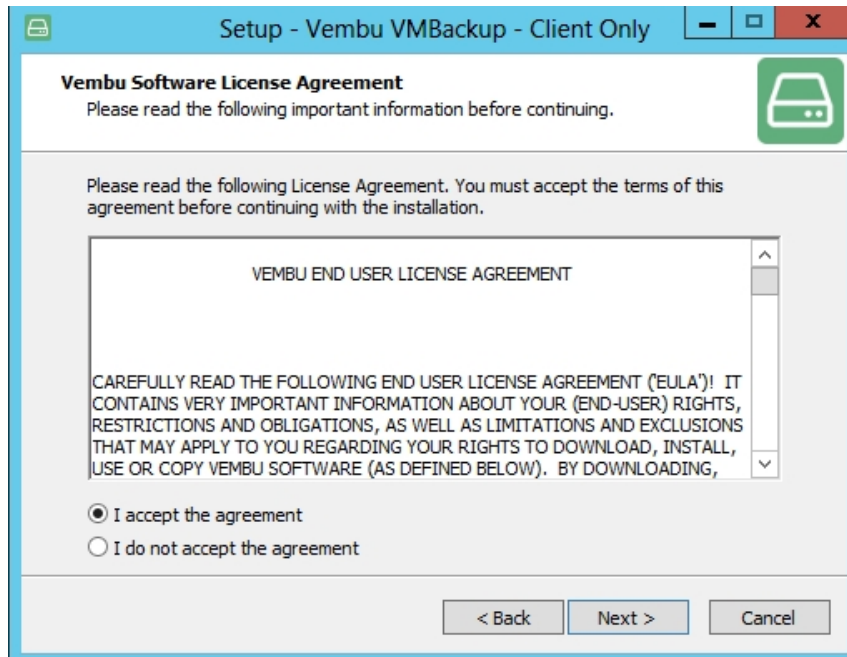 Setup - Vembu VMBackup - Client Only
x
Vembu Software License Agreement
Please read the following important information before continuing.
Please read the following License Agreement. You must accept the terms of this
agreement before continuing with the installation.
VEMBU END USER LICENSE AGREEMENT
CAREFULLY READ THE FOLLOWING END USER LICENSE AGREEMENT ('EULA')!  IT
CONTAINS VERY IMPORTANT INFORMATION ABOUT YOUR (END-USER) RIGHTS,
RESTRICTIONS AND OBLIGATIONS, AS WELL AS LIMITATIONS AND EXCLUSIONS
THAT MAY APPLY TO YOU REGARDING YOUR RIGHTS TO DOWNLOAD, INSTALL,
USE OR COPY VEMBU SOFTWARE (AS DEFINED BELOW).  BY DOWNLOADING,
I accept the agreement
I do not accept the agreement
< Back Next > Cancel